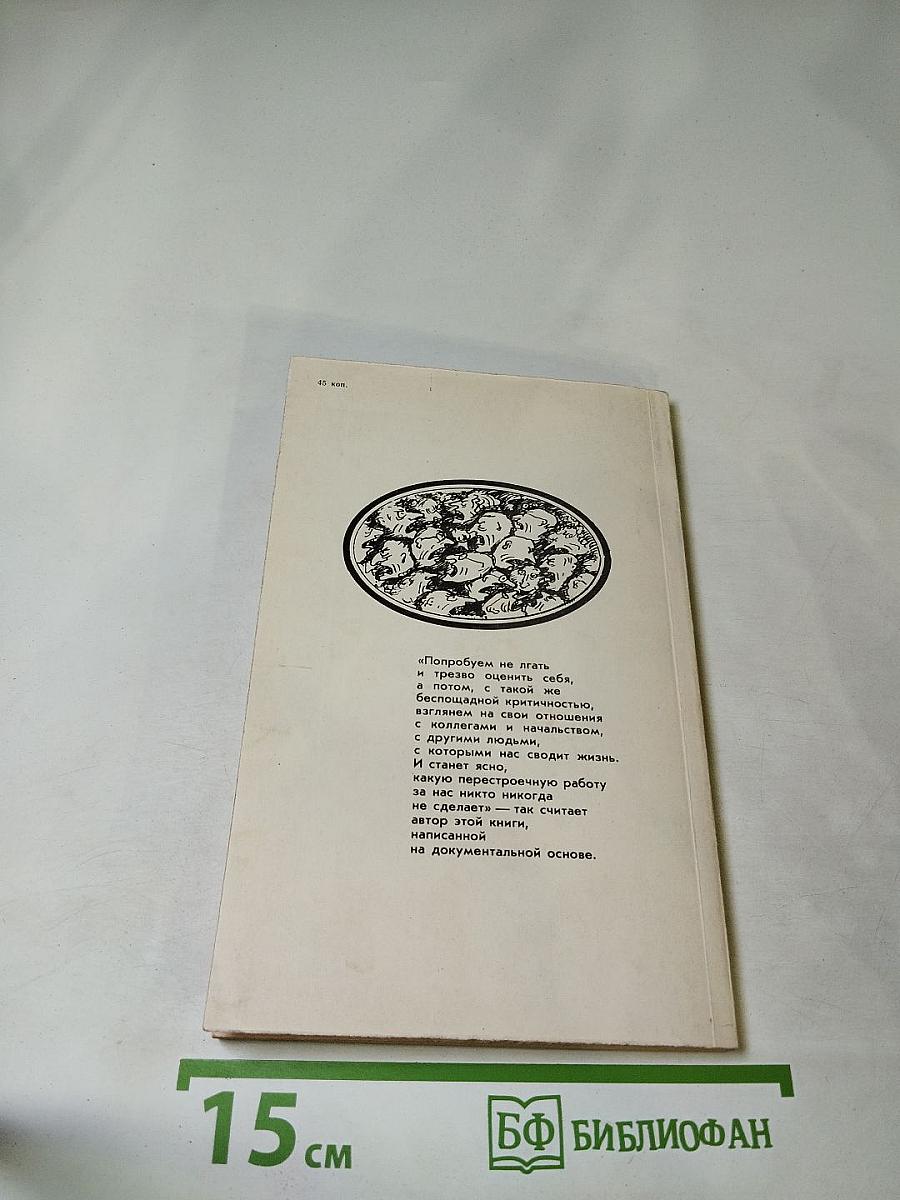 45 коп.
«Попробуем не лгать
и трезво оценить себя,
а потом, с такой же
беспощадной критичностью,
взглянем на свои отношения
с коллегами и начальством,
с другими людьми,
с которыми нас сводит жизнь.
И станет ясно,
какую перестроечную работу
за нас никто никогда
не сделает» — так считает
автор этой книги,
написанной
на документальной основе.
15 см
БФ БИБЛИОФАН